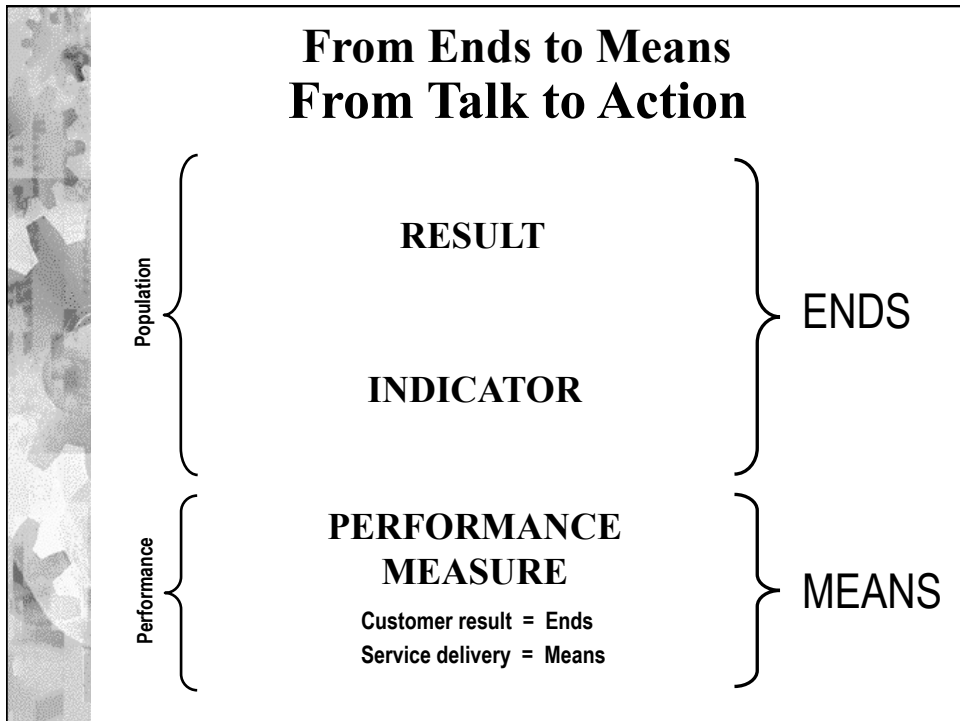 From Ends to Means
From Talk to Action
Population
RESULT
INDICATOR
ENDS
Performance
PERFORMANCE
MEASURE
Customer result = Ends
Service delivery = Means
MEANS